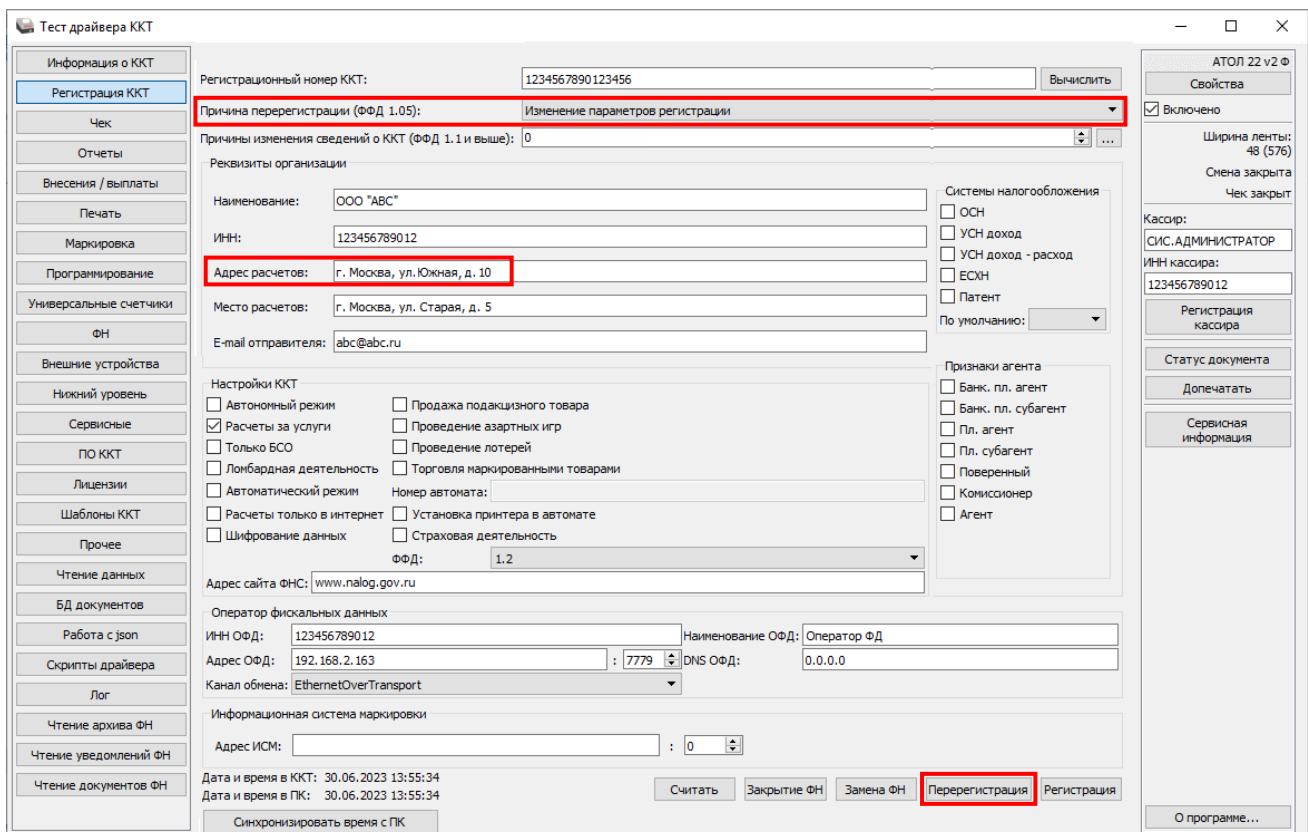 Тест драйвера ККТ
Информация о ККТ
Регистрация ККТ
Чек
Отчеты
Внесения / выплаты
Печать
Маркировка
Программирование
Универсальные счетчики
ФН
Внешние устройства
Нижний уровень
Сервисные
ПО ККТ
Лицензии
Шаблоны ККТ
Прочее
Чтение данных
БД документов
Работа с json
Скрипты драйвера
Лог
Чтение архива ФН
Чтение уведомлений ФН
Чтение документов ФН
Регистрационный номер ККТ: 1234567890123456 Вычислить
Причина перерегистрации (ФФД 1.05): Изменение параметров регистрации
Причины изменения сведений о ККТ (ФФД 1.1 и выше): 0 ...
Реквизиты организации
Наименование: ООО "АВС"
ИНН: 123456789012
Адрес расчетов: г. Москва, ул.Южная, д. 10
Место расчетов: г. Москва, ул. Старая, д. 5
E-mail отправителя: abc@abc.ru
Системы налогообложения
ОСН
УСН доход
УСН доход - расход
ЕСХН
Патент
По умолчанию:
Настройки ККТ
Автономный режим Продажа подакцизного товара
Расчеты за услуги Проведение азартных игр
Только БСО Проведение лотерей
Ломбардная деятельность Торговля маркированными товарами
Автоматический режим Номер автомата:
Расчеты только в интернет Установка принтера в автомате
Шифрование данных Страховая деятельность
ФФД: 1.2
Адрес сайта ФНС: www.nalog.gov.ru
Признаки агента
Банк. пл. агент
Банк. пл. субагент
Пл. агент
Пл. субагент
Поверенный
Комиссионер
Агент
Оператор фискальных данных
ИНН ОФД: 123456789012 Наименование ОФД: Оператор ФД
Адрес ОФД: 192.168.2.163 : 7779 DNS ОФД: 0.0.0.0
Канал обмена: EthernetOverTransport
Информационная система маркировки
Адрес ИСМ: : 0
Дата и время в ККТ: 30.06.2023 13:55:34
Дата и время в ПК: 30.06.2023 13:55:34
Считать Закрытие ФН Замена ФН Перерегистрация Регистрация
Синхронизировать время с ПК
АТОЛ 22 v2 Ф
Свойства
Включено
Ширина ленты:
48 (576)
Смена закрыта
Чек закрыт
Кассир:
СИС.АДМИНИСТРАТОР
ИНН кассира:
123456789012
Регистрация
кассира
Статус документа
Допечатать
Сервисная
информация
О программе...